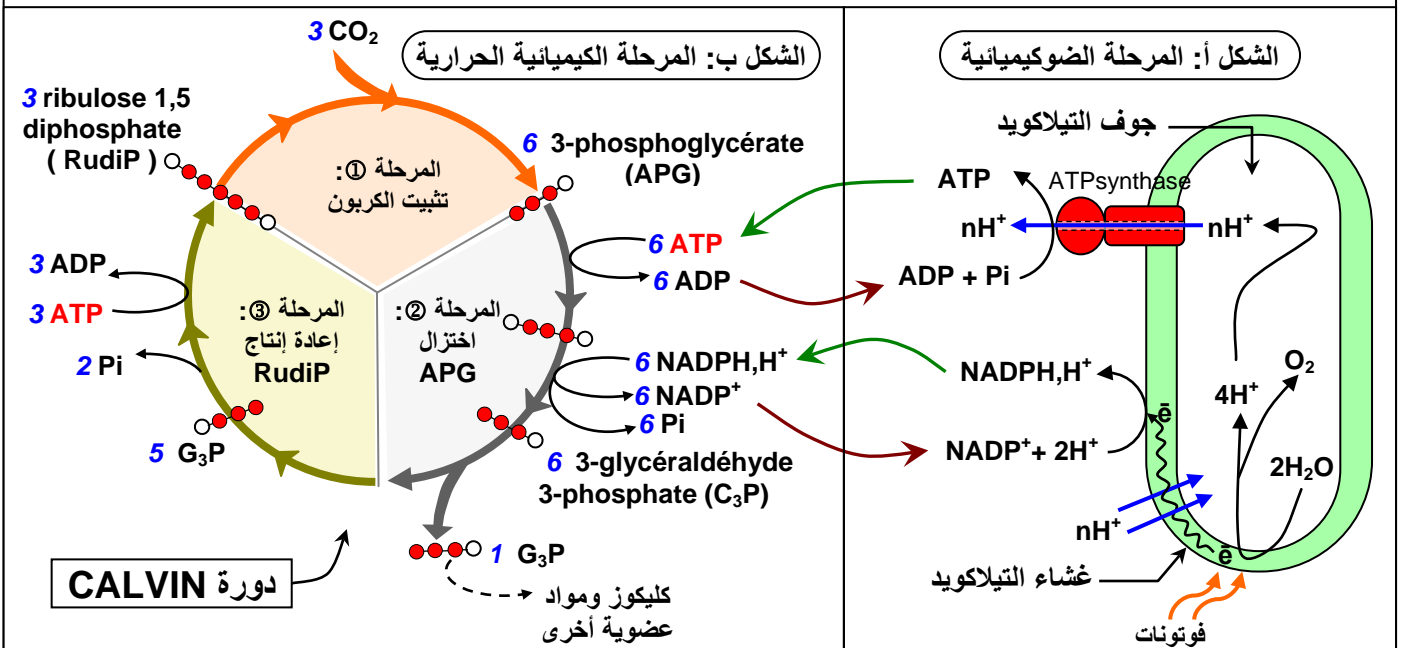 الشكل أ: المرحلة الضوكيميائية
جوف التيلاكويد
ATPsynthase
ATP
nH⁺
nH⁺
ADP + Pi
NADPH,H⁺
NADP⁺+ 2H⁺
ē
4H⁺
O₂
2H₂O
nH⁺
ē
غشاء التيلاكويد
فوتونات
الشكل ب: المرحلة الكيميائية الحرارية
3 CO₂
3 ribulose 1,5
diphosphate
( RudiP )
6 3-phosphoglycérate
(APG)
المرحلة ①:
تثبيت الكربون
6 ATP
6 ADP
المرحلة ②:
اختزال
APG
6 NADPH,H⁺
6 NADP⁺
6 Pi
6 3-glycéraldéhyde
3-phosphate (C₃P)
1 G₃P
كليكوز ومواد
عضوية أخرى
المرحلة ③:
إعادة إنتاج
RudiP
3 ADP
3 ATP
2 Pi
5 G₃P
دورة CALVIN